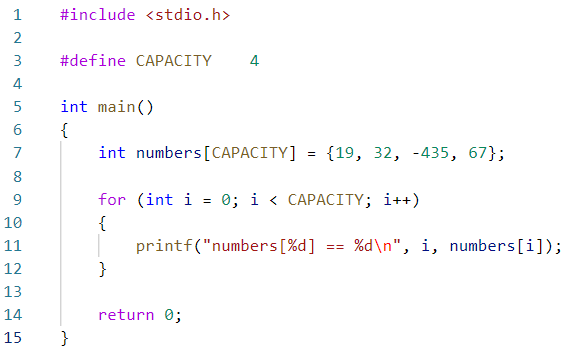 1 #include <stdio.h>
2
3 #define CAPACITY    4
4
5 int main()
6 {
7     int numbers[CAPACITY] = {19, 32, -435, 67};
8
9     for (int i = 0; i < CAPACITY; i++)
10     {
11         printf("numbers[%d] == %d\n", i, numbers[i]);
12     }
13
14     return 0;
15 }